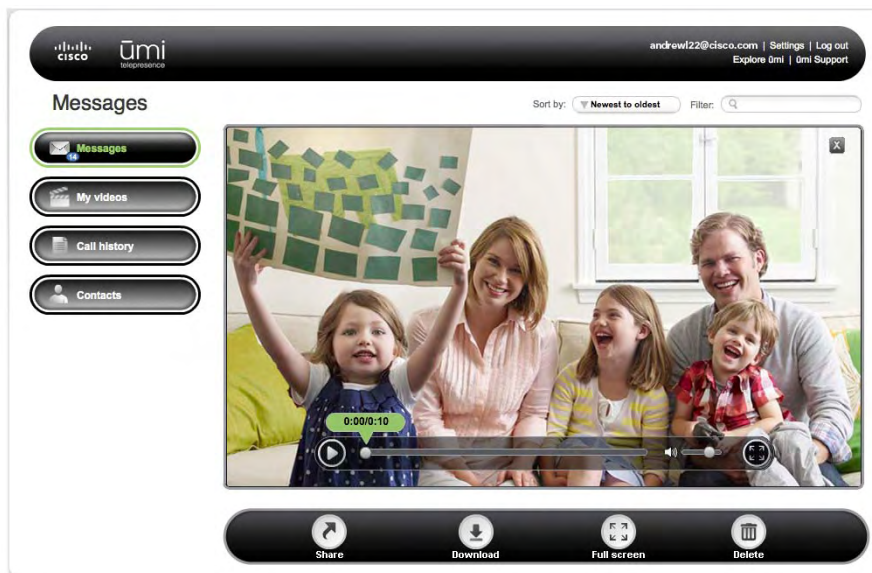 cisco
ūmi
telepresence
andrewl22@cisco.com | Settings | Log out
Explore ūmi | ūmi Support
Messages
Sort by: Newest to oldest Filter:
Messages
14
My videos
Call history
Contacts
X
0:00/0:10
Share Download Full screen Delete